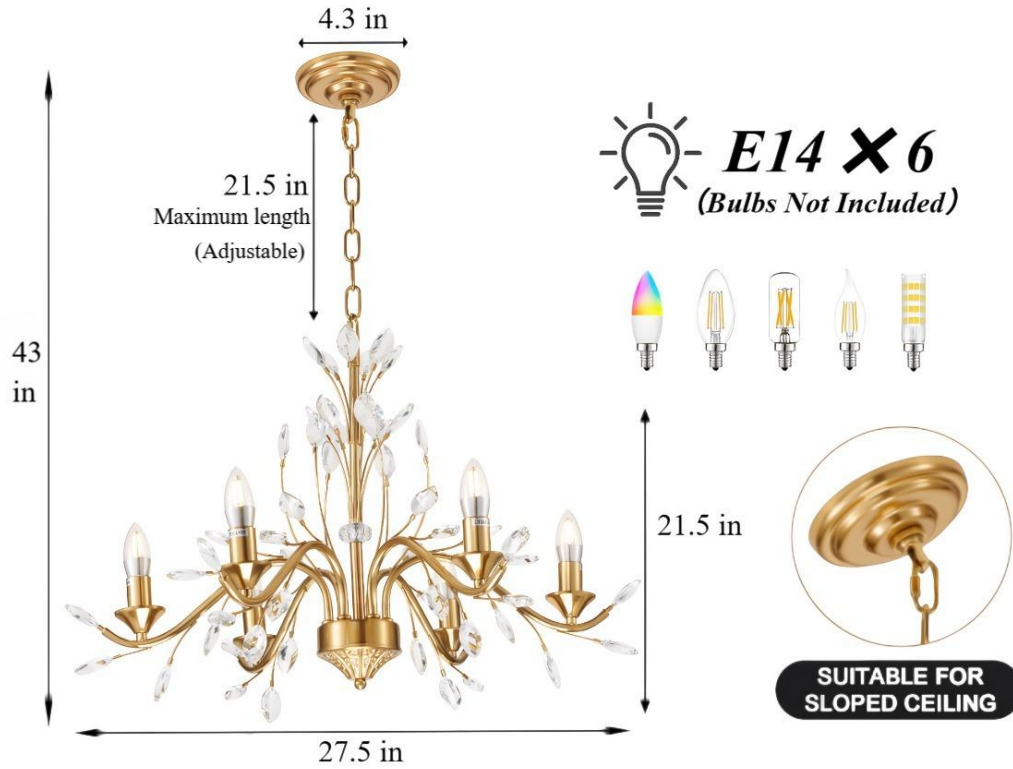 4.3 in
21.5 in
Maximum length
(Adjustable)
E14 × 6
(Bulbs Not Included)
43
in
21.5 in
27.5 in
SUITABLE FOR
SLOPED CEILING